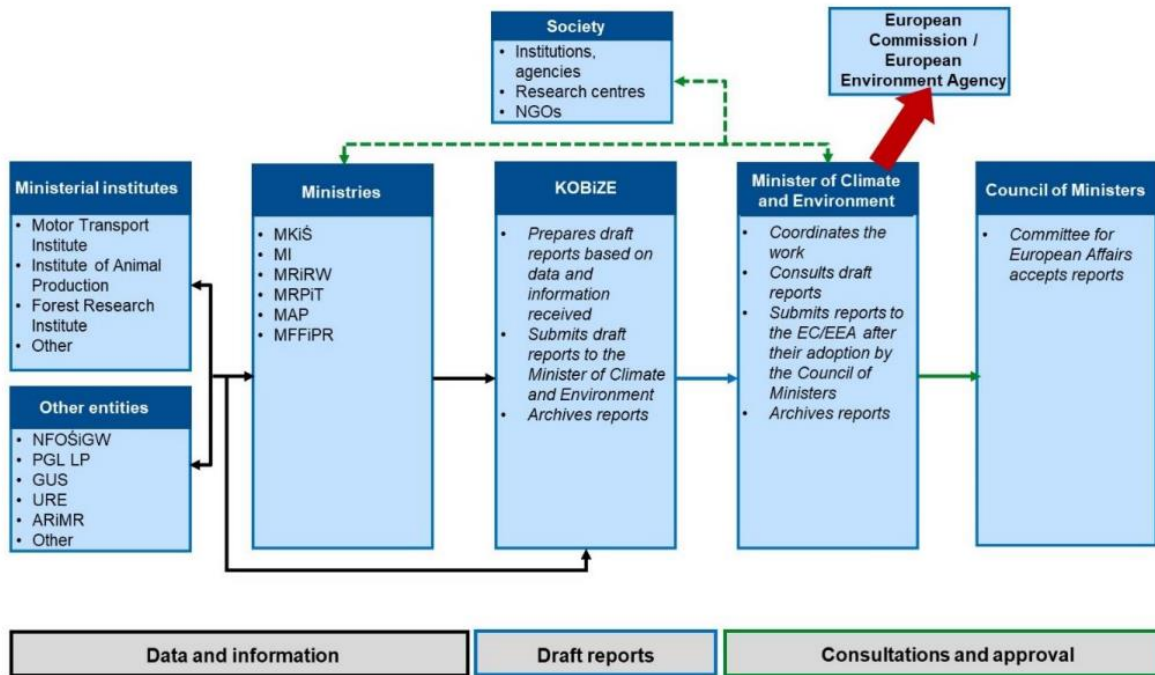 Society
• Institutions,
agencies
• Research centres
• NGOs
European
Commission /
European
Environment Agency
Ministerial institutes
• Motor Transport
Institute
• Institute of Animal
Production
• Forest Research
Institute
• Other
Other entities
• NFOŚiGW
• PGL LP
• GUS
• URE
• ARiMR
• Other
Ministries
• MKiŚ
• MI
• MRiRW
• MRPiT
• MAP
• MFFiPR
KOBiZE
• Prepares draft
reports based on
data and
information
received
• Submits draft
reports to the
Minister of Climate
and Environment
• Archives reports
Minister of Climate
and Environment
• Coordinates the
work
• Consults draft
reports
• Submits reports to
the EC/EEA after
their adoption by
the Council of
Ministers
• Archives reports
Council of Ministers
• Committee for
European Affairs
accepts reports
Data and information
Draft reports
Consultations and approval